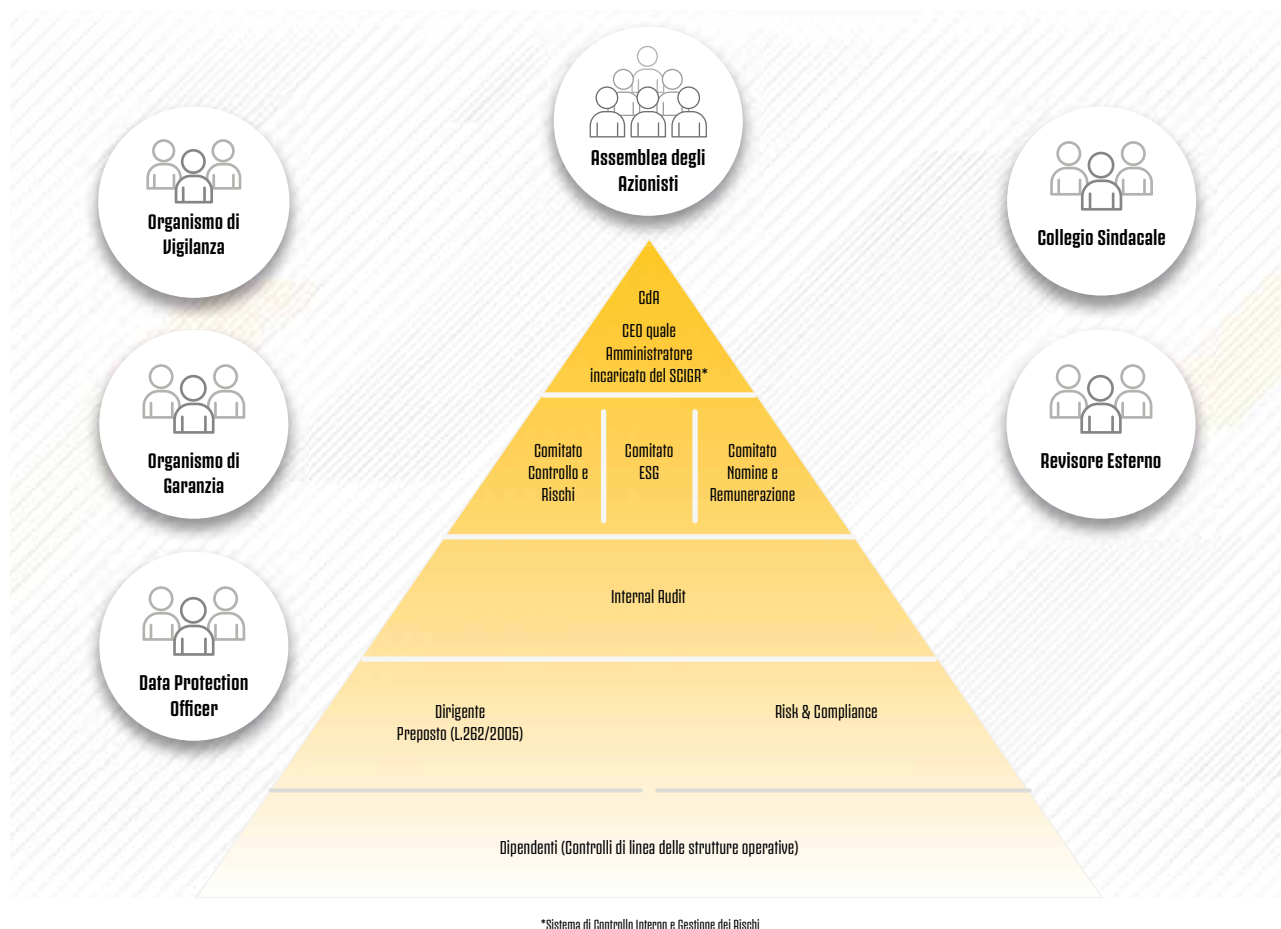 Assemblea degli
Azionisti
Organismo di
Vigilanza
Collegio Sindacale
Organismo di
Garanzia
Revisore Esterno
Data Protection
Officer
CdA
CEO quale
Amministratore
incaricato del SCIGR*
Comitato
Controllo e
Rischi
Comitato
ESG
Comitato
Nomine e
Remunerazione
Internal Audit
Dirigente
Preposto (L.262/2005)
Risk & Compliance
Dipendenti (Controlli di linea delle strutture operative)
*Sistema di Controllo Interno e Gestione dei Rischi